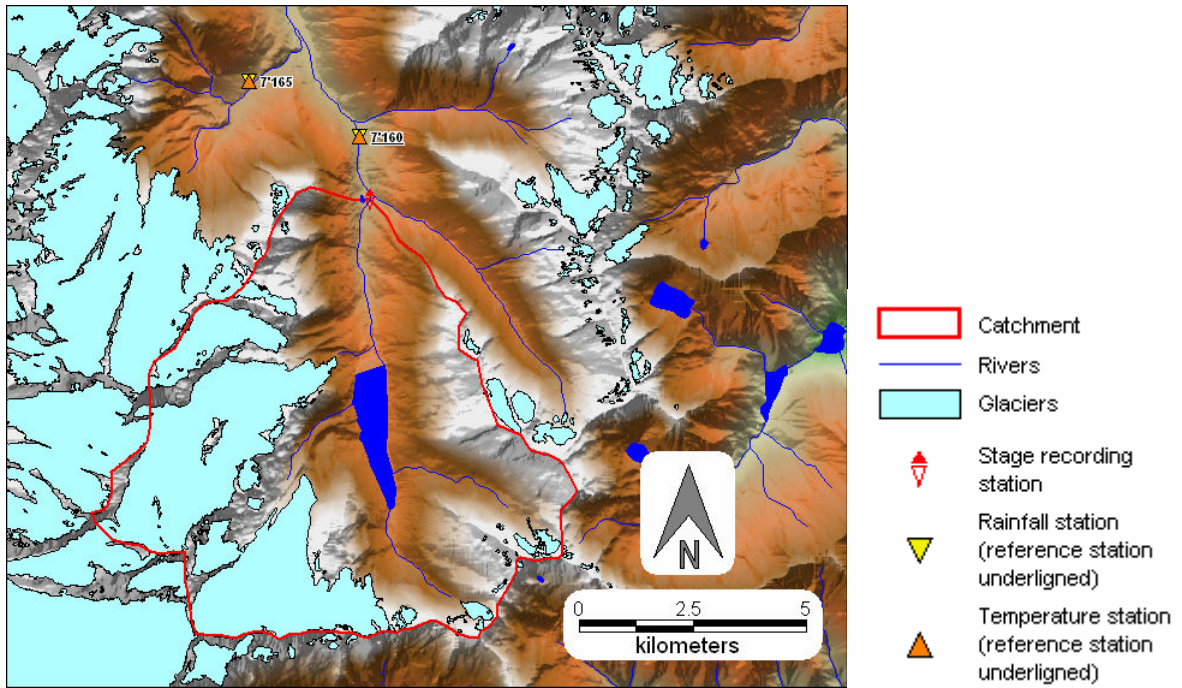 7'165
7'160
N
0 2.5 5
kilometers
Catchment
Rivers
Glaciers
Stage recording
station
Rainfall station
(reference station
underligned)
Temperature station
(reference station
underligned)